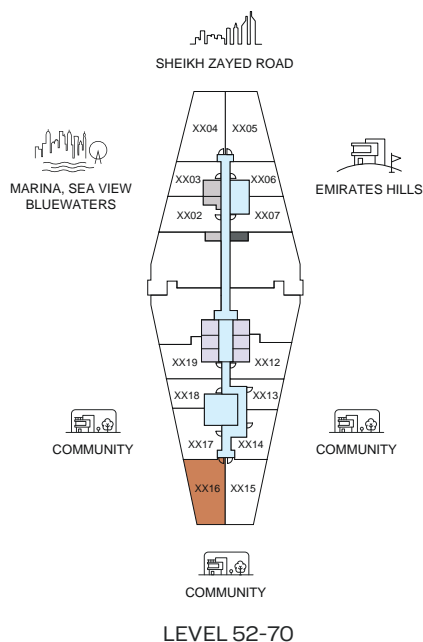 SHEIKH ZAYED ROAD
XX04 XX05
MARINA, SEA VIEW
BLUEWATERS
XX03 XX06
EMIRATES HILLS
XX02 XX07
XX19 XX12
XX18 XX13
COMMUNITY
XX17 XX14
COMMUNITY
XX16 XX15
COMMUNITY
LEVEL 52-70